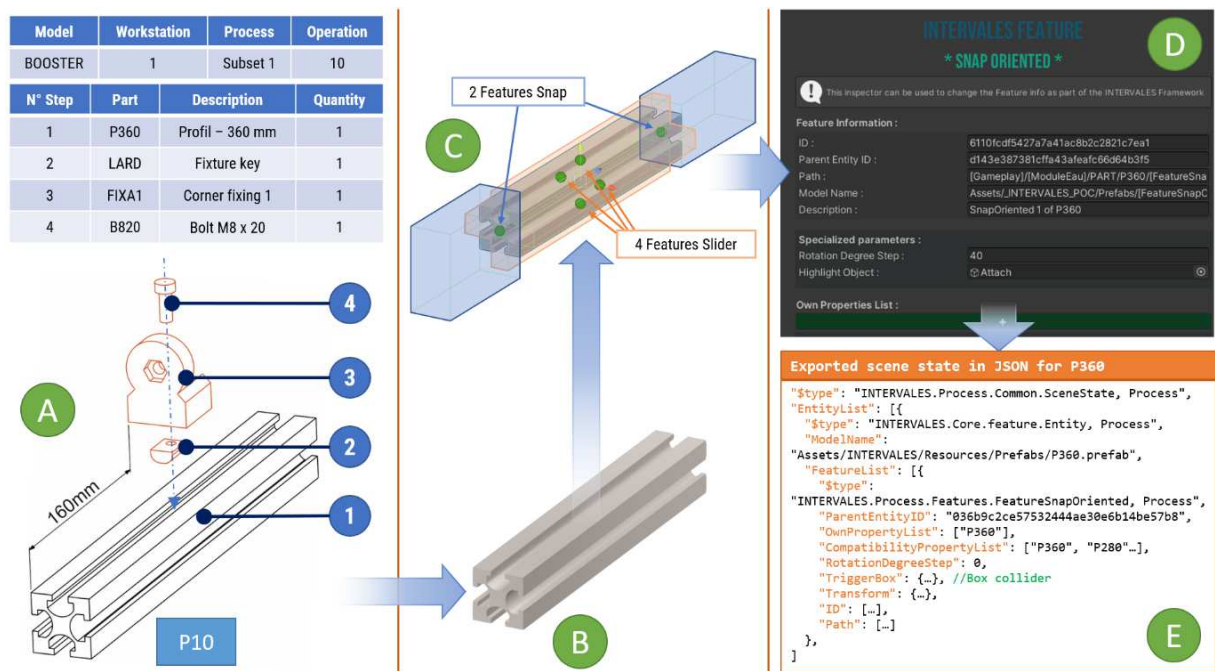 Model Workstation Process Operation
BOOSTER 1 Subset 1 10
N° Step Part Description Quantity
1 P360 Profil – 360 mm 1
2 LARD Fixture key 1
3 FIXA1 Corner fixing 1 1
4 B820 Bolt M8 x 20 1
4
3
A
2
160mm
1
P10
2 Features Snap
C
4 Features Slider
B
INTERVALES FEATURE
D
* SNAP ORIENTED *
This inspector can be used to change the Feature info as part of the INTERVALES Framework
Feature Information :
ID : 6110fcdf5427a7a41ac8b2c2821c7ea1
Parent Entity ID : d143e387381cffa43afeafc66d64b3f5
Path : [Gameplay]/[ModuleEau]/PART/P360/[FeatureSna
Model Name : Assets/_INTERVALES_POC/Prefabs/[FeatureSnapO
Description : SnapOriented 1 of P360
Specialized parameters :
Rotation Degree Step : 40
Highlight Object : Attach
Own Properties List :
+
Exported scene state in JSON for P360
"$type": "INTERVALES.Process.Common.SceneState, Process",
"EntityList": [{
"$type": "INTERVALES.Core.feature.Entity, Process",
"ModelName":
"Assets/INTERVALES/Resources/Prefabs/P360.prefab",
"FeatureList": [{
"$type":
"INTERVALES.Process.Features.FeatureSnapOriented, Process",
"ParentEntityID": "036b9c2ce57532444ae30e6b14be57b8",
"OwnPropertyList": ["P360"],
"CompatibilityPropertyList": ["P360", "P280"…],
"RotationDegreeStep": 0,
"TriggerBox": {…}, //Box collider
"Transform": {…},
"ID": […],
"Path": […]
},
]
E